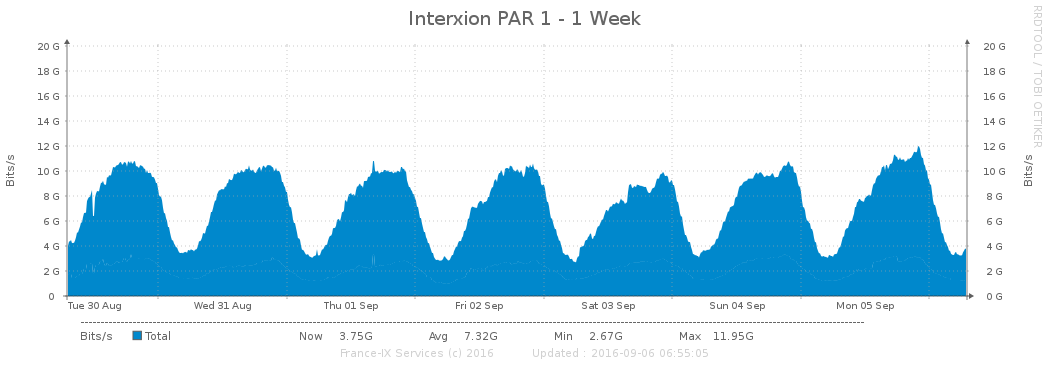 Interxion PAR 1 - 1 Week
RRDTOOL / TOBI OETIKER
Bits/s
Bits/s
20 G 20 G
18 G 18 G
16 G 16 G
14 G 14 G
12 G 12 G
10 G 10 G
8 G 8 G
6 G 6 G
4 G 4 G
2 G 2 G
0 0 G
Tue 30 Aug Wed 31 Aug Thu 01 Sep Fri 02 Sep Sat 03 Sep Sun 04 Sep Mon 05 Sep
Bits/s Total Now 3.75G Avg 7.32G Min 2.67G Max 11.95G
France-IX Services (c) 2016 Updated : 2016-09-06 06:55:05